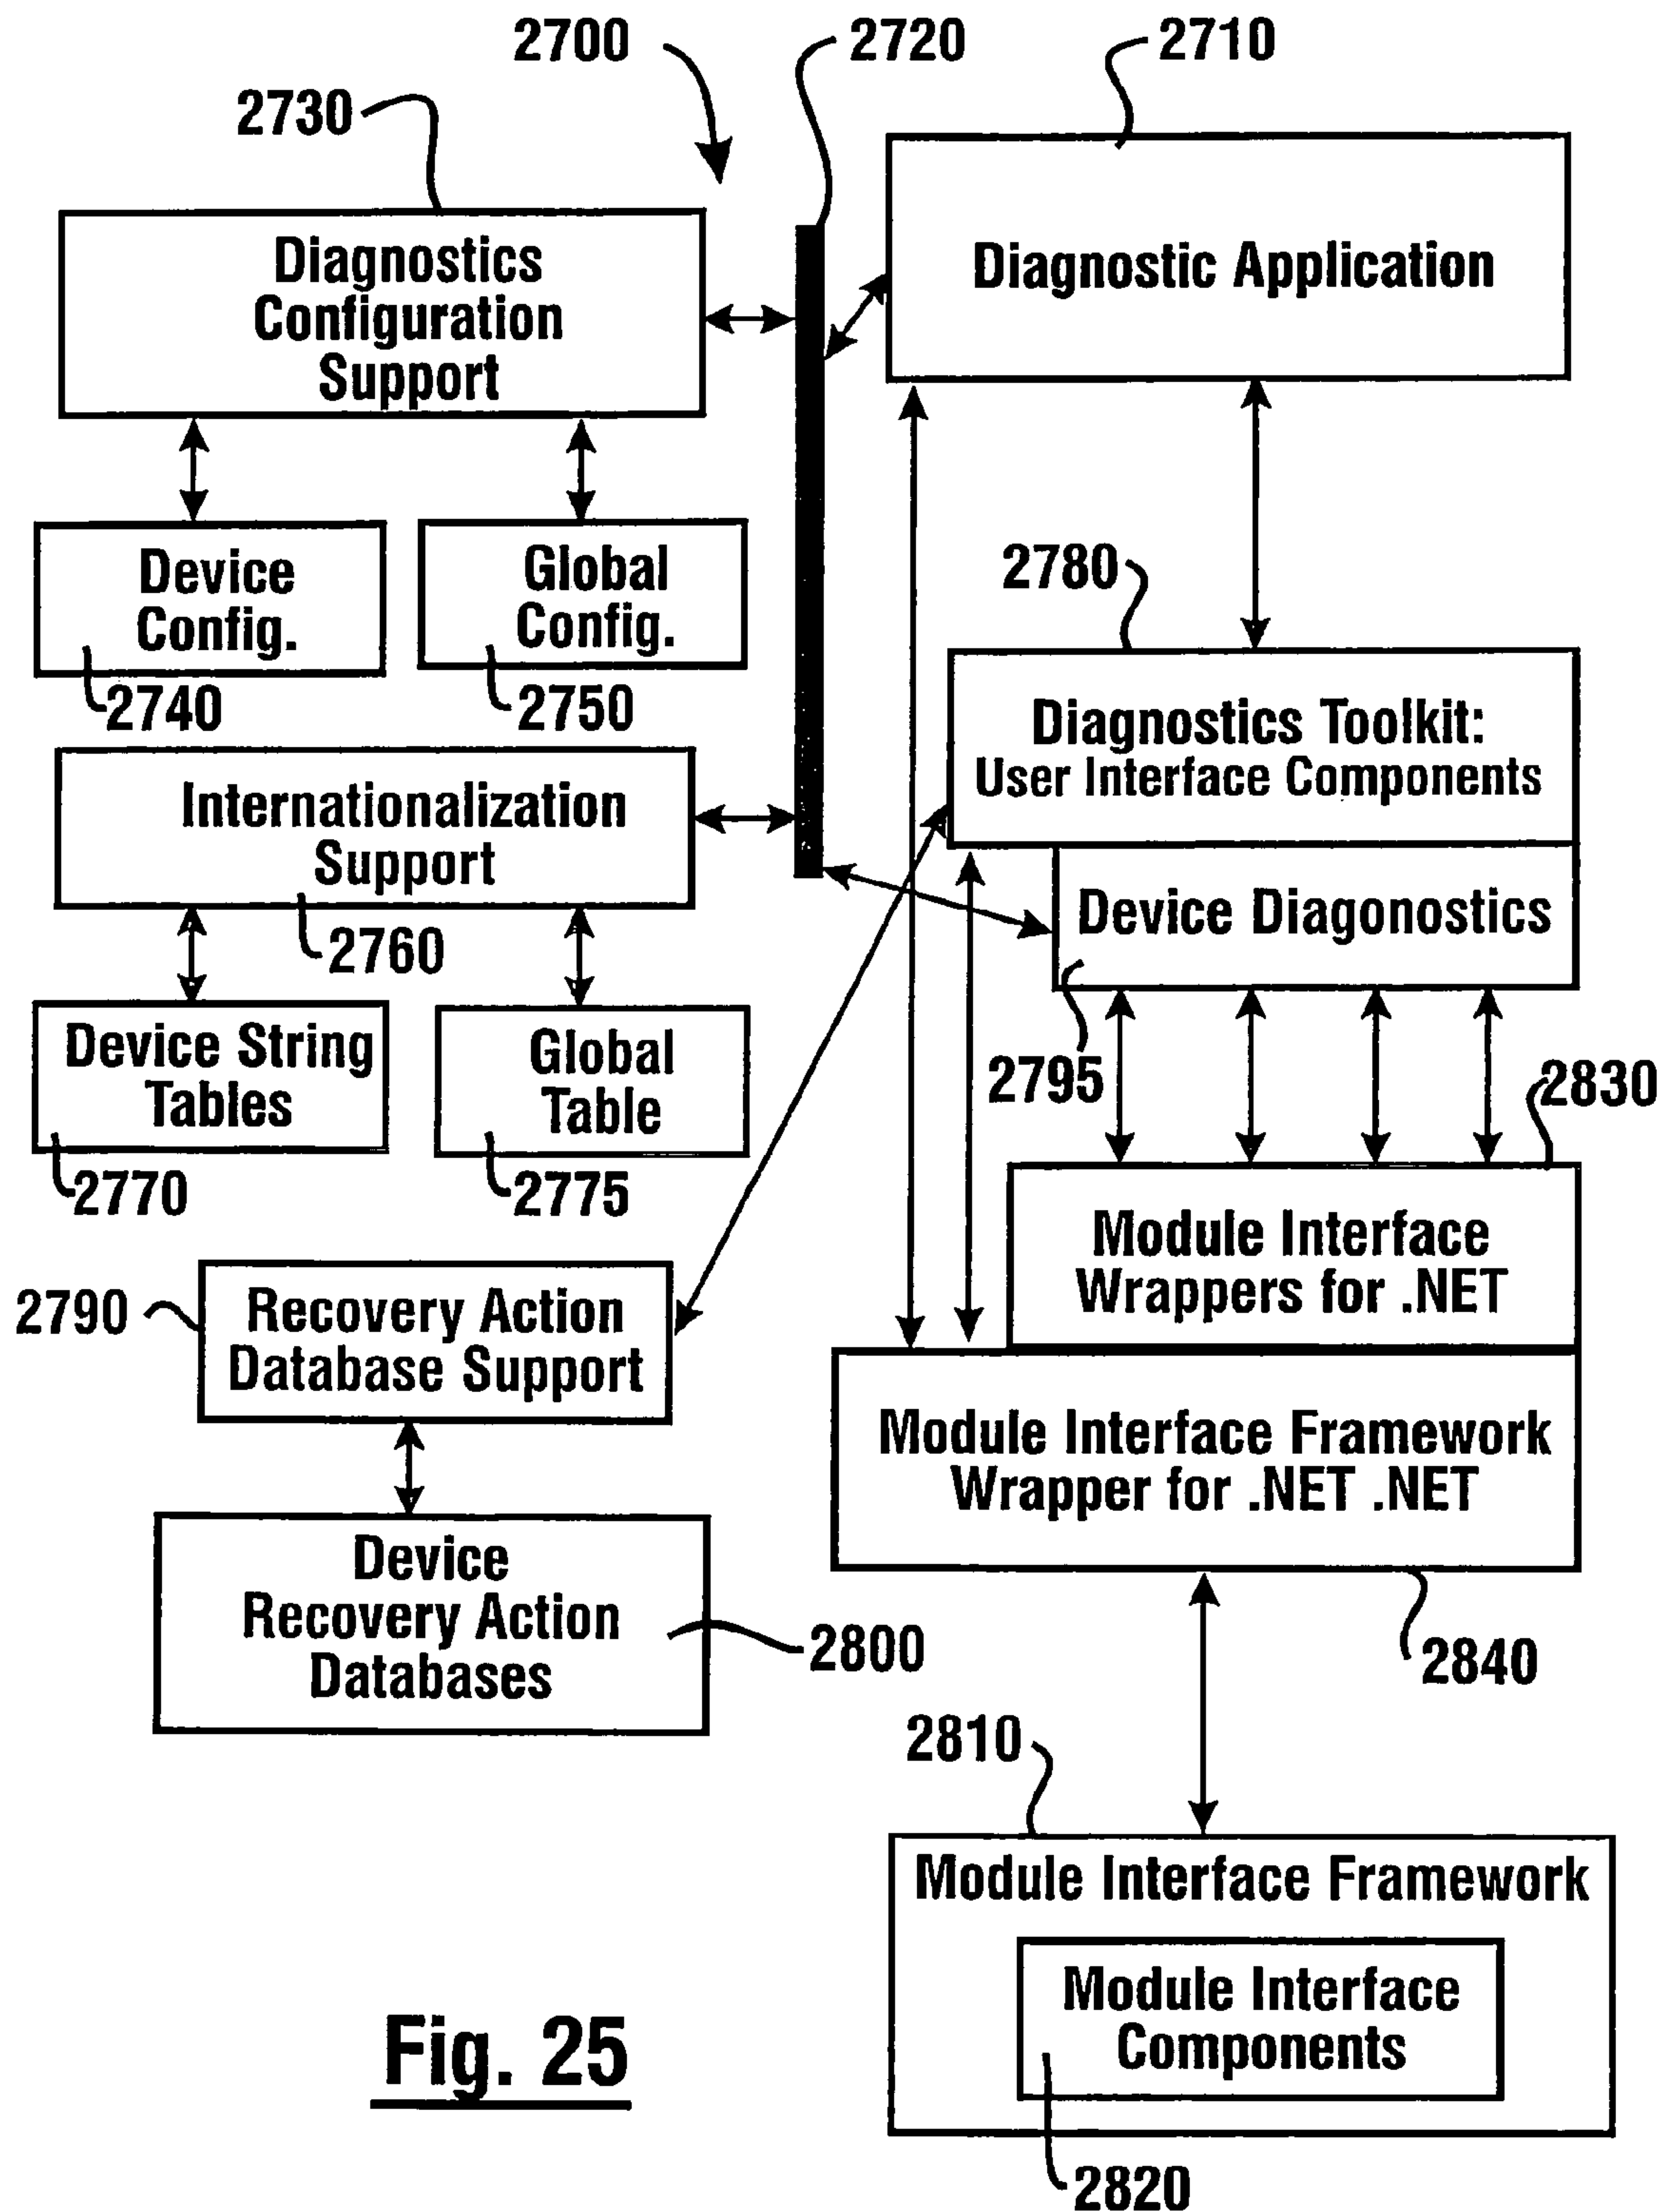 2700
2720
2710
2730
Diagnostics
Configuration
Support
Diagnostic Application
Device
Config.
2740
Global
Config.
2750
2780
Diagnostics Toolkit:
User Interface Components
Internationalization
Support
2760
Device Diagonostics
2795
Device String
Tables
2770
Global
Table
2775
2830
Module Interface
Wrappers for .NET
2790
Recovery Action
Database Support
Module Interface Framework
Wrapper for .NET .NET
2840
Device
Recovery Action
Databases
2800
2810
Module Interface Framework
Module Interface
Components
2820
Fig. 25